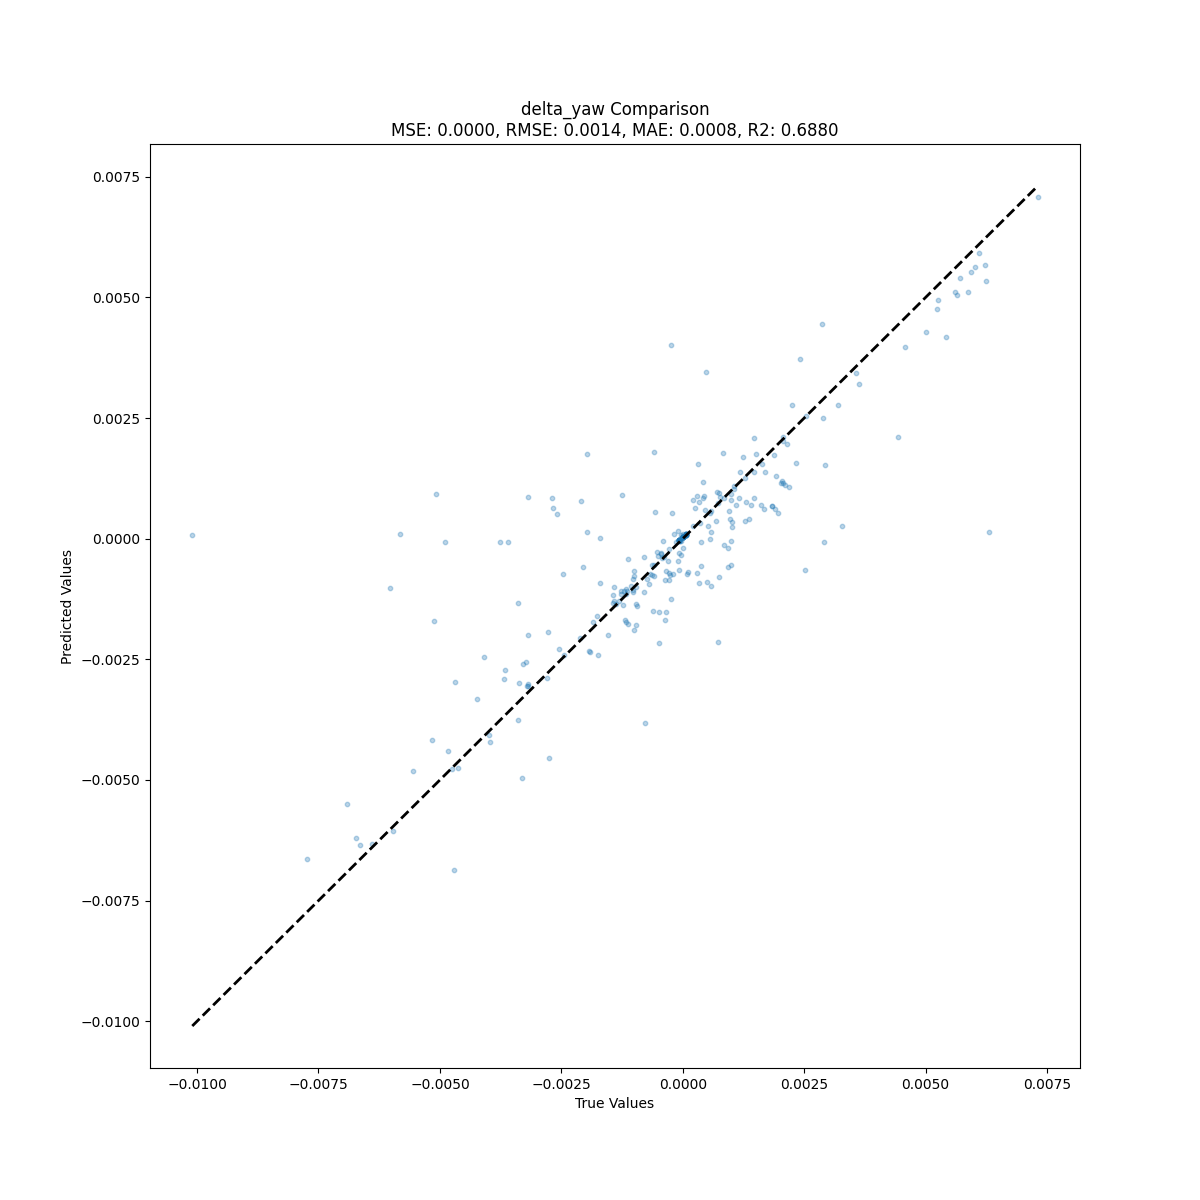 delta_yaw Comparison
MSE: 0.0000, RMSE: 0.0014, MAE: 0.0008, R2: 0.6880
0.0075
0.0050
0.0025
0.0000
−0.0025
−0.0050
−0.0075
−0.0100
Predicted Values
−0.0100 −0.0075 −0.0050 −0.0025 0.0000 0.0025 0.0050 0.0075
True Values